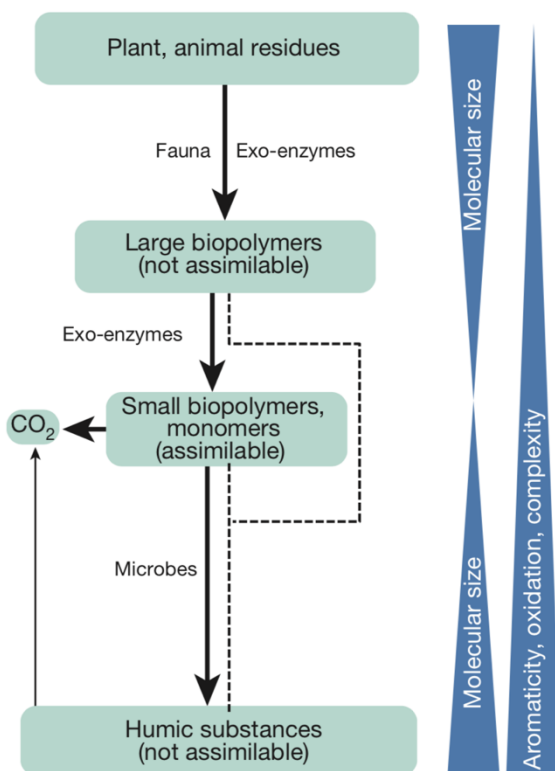 Plant, animal residues
Fauna Exo-enzymes
Large biopolymers
(not assimilable)
Exo-enzymes
Small biopolymers,
monomers
(assimilable)
CO₂
Microbes
Humic substances
(not assimilable)
Molecular size
Molecular size
Aromaticity, oxidation, complexity